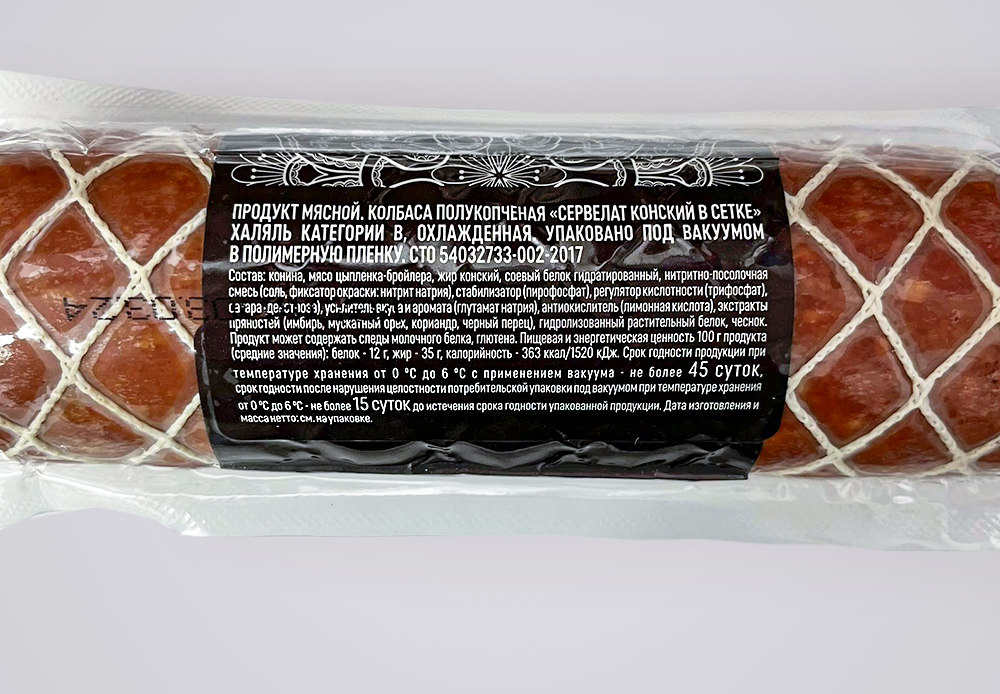 ПРОДУКТ МЯСНОЙ. КОЛБАСА ПОЛУКОПЧЕНАЯ «СЕРВЕЛАТ КОНСКИЙ В СЕТКЕ»
ХАЛЯЛЬ КАТЕГОРИИ В, ОХЛАЖДЕННАЯ, УПАКОВАНО ПОД ВАКУУМОМ
В ПОЛИМЕРНУЮ ПЛЕНКУ. СТО 54032733-002-2017
Состав: конина, мясо цыпленка-бройлера, жир конский, соевый белок гидратированный, нитритно-посолочная
смесь (соль, фиксатор окраски: нитрит натрия), стабилизатор (пирофосфат), регулятор кислотности (трифосфат),
усилитель вкуса и аромата (глутамат натрия), антиокислитель (лимонная кислота), экстракты
пряностей (имбирь, мускатный орех, кориандр, черный перец), гидролизованный растительный белок, чеснок.
Продукт может содержать следы молочного белка, глютена. Пищевая и энергетическая ценность 100 г продукта
(средние значения): белок - 12 г, жир - 35 г, калорийность - 363 ккал/1520 кДж. Срок годности продукции при
температуре хранения от 0 °С до 6 °С с применением вакуума - не более 45 СУТОК,
срок годности после нарушения целостности потребительской упаковки под вакуумом при температуре хранения
от 0 °С до 6 °С - не более 15 СУТОК до истечения срока годности упакованной продукции. Дата изготовления и
масса нетто: см. на упаковке.